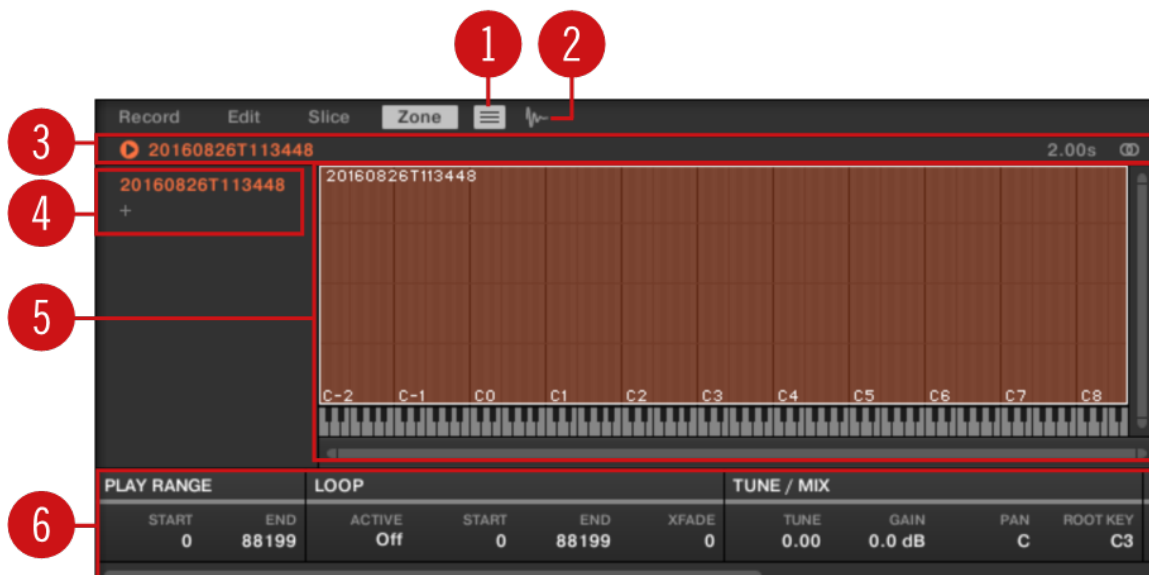 1 2
Record Edit Slice Zone
3
20160826T113448 2.00s
4
20160826T113448
+
20160826T113448
5
C-2 C-1 C0 C1 C2 C3 C4 C5 C6 C7 C8
6
PLAY RANGE LOOP TUNE / MIX
START END ACTIVE START END XFADE TUNE GAIN PAN ROOT KEY
0 88199 Off 0 88199 0 0.00 0.0 dB C C3